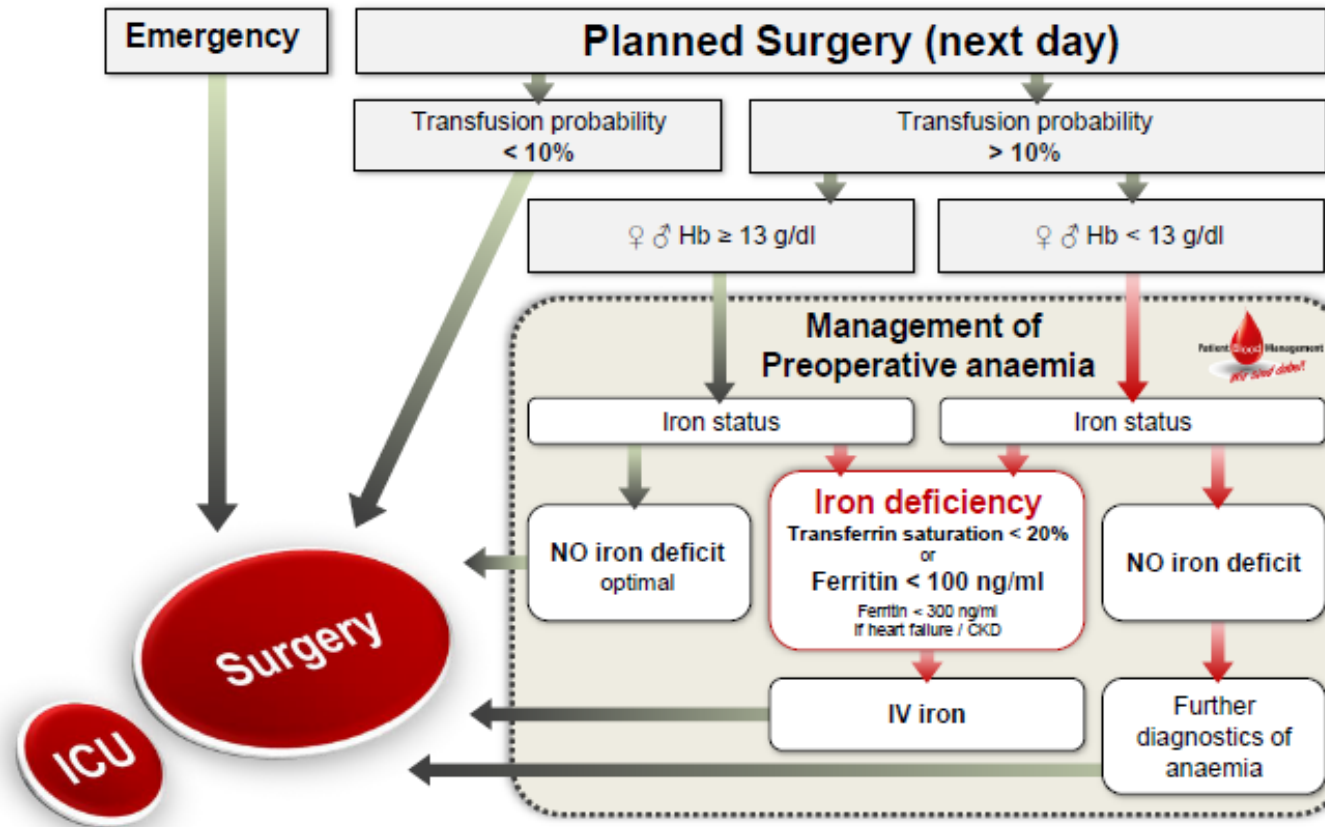 Emergency
Planned Surgery (next day)
Transfusion probability
< 10%
Transfusion probability
> 10%
♀ ♂ Hb ≥ 13 g/dl
♀ ♂ Hb < 13 g/dl
Management of
Preoperative anaemia
Patient Blood Management
Iron status
Iron status
NO iron deficit
optimal
Iron deficiency
Transferrin saturation < 20%
or
Ferritin < 100 ng/ml
Ferritin < 300 ng/ml
if heart failure / CKD
NO iron deficit
Surgery
IV iron
Further
diagnostics of
anaemia
ICU